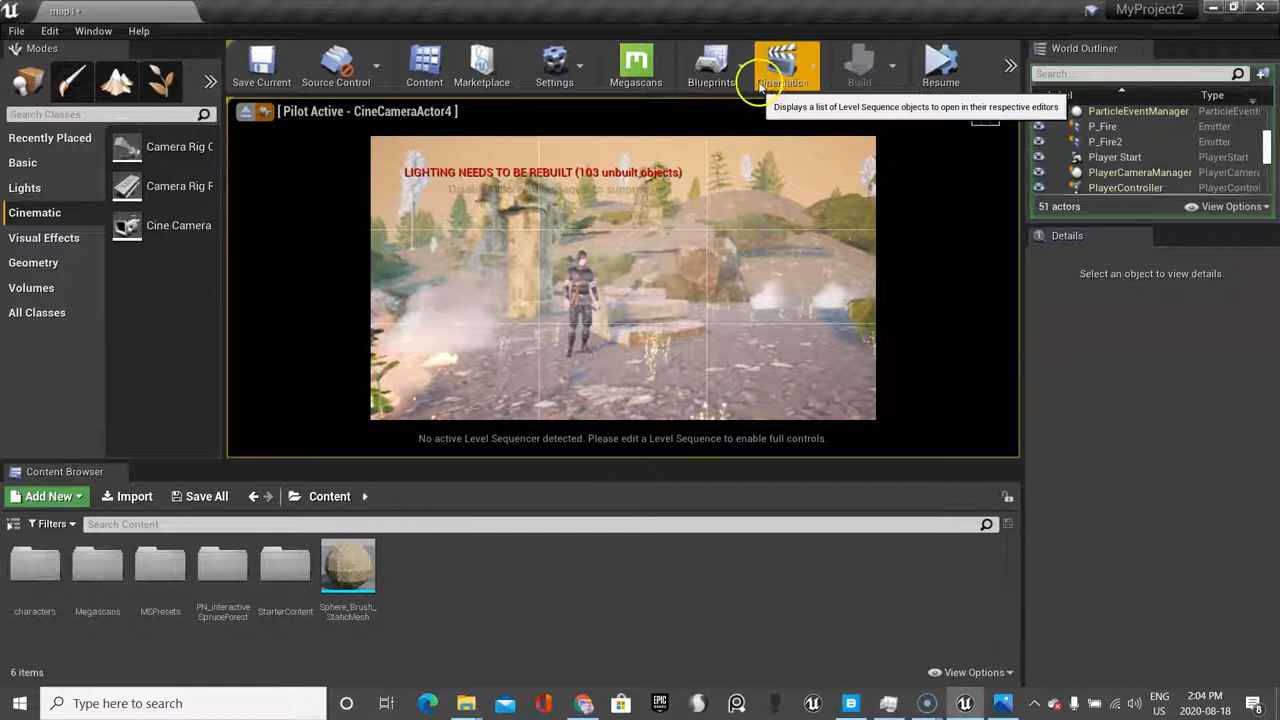 map1*
MyProject2
File
Edit
Window
Help
Modes
Search Classes
Recently Placed
Basic
Lights
Cinematic
Visual Effects
Geometry
Volumes
All Classes
Camera Rig C
Camera Rig F
Cine Camera
Save Current
Source Control
Content
Marketplace
Settings
Megascans
Blueprints
Cinematics
Build
Resume
Displays a list of Level Sequence objects to open in their respective editors
[ Pilot Active - CineCameraActor4 ]
LIGHTING NEEDS TO BE REBUILT (103 unbuilt objects)
No active Level Sequencer detected. Please edit a Level Sequence to enable full controls.
World Outliner
Search...
Label
Type
ParticleEventManager
ParticleEventI
P_Fire
Emitter
P_Fire2
Emitter
Player Start
PlayerStart
PlayerCameraManager
PlayerCamera
PlayerController
PlayerControl
51 actors
View Options
Details
Select an object to view details.
Content Browser
Add New
Import
Save All
Content
Filters
Search Content
characters
Megascans
MSPresets
PN_interactive
SpruceForest
StarterContent
Sphere_Brush_
StaticMesh
6 items
View Options
Type here to search
EPIC
GAMES
ENG
US
2:04 PM
2020-08-18
8